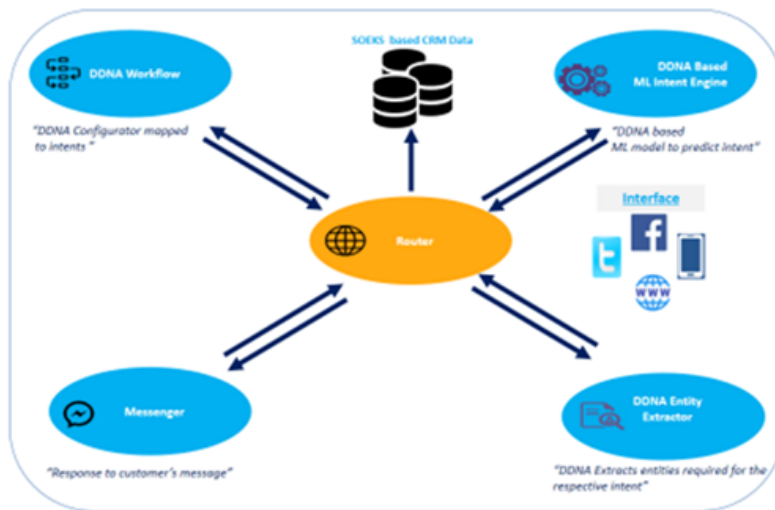 SOEKS based CRM Data
DDNA Workflow
DDNA Based
ML Intent Engine
"DDNA Configurator mapped
to intents"
"DDNA based
ML model to predict intent"
Interface
Router
WWW
Messenger
DDNA Entity
Extractor
"Response to customer's message"
"DDNA Extracts entities required for the
respective intent"